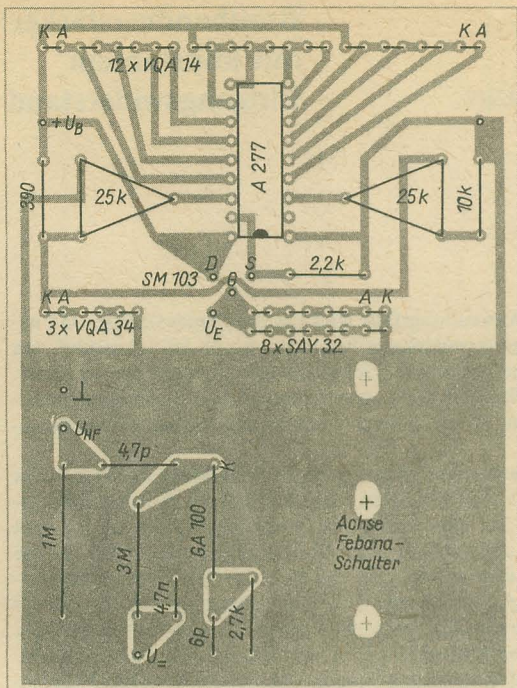 K A
K A
12 x VQA 14
+U_B
A 277
390
25k
25k
10k
D
S
SM 103
G
2,2k
K A
A K
3 x VQA 34
U_E
8 x SAY 32
⊥
U_HF
4,7p
K
1M
3M
GA 100
Achse
Febana-
Schalter
4,7n
6p
2,7k
U_=